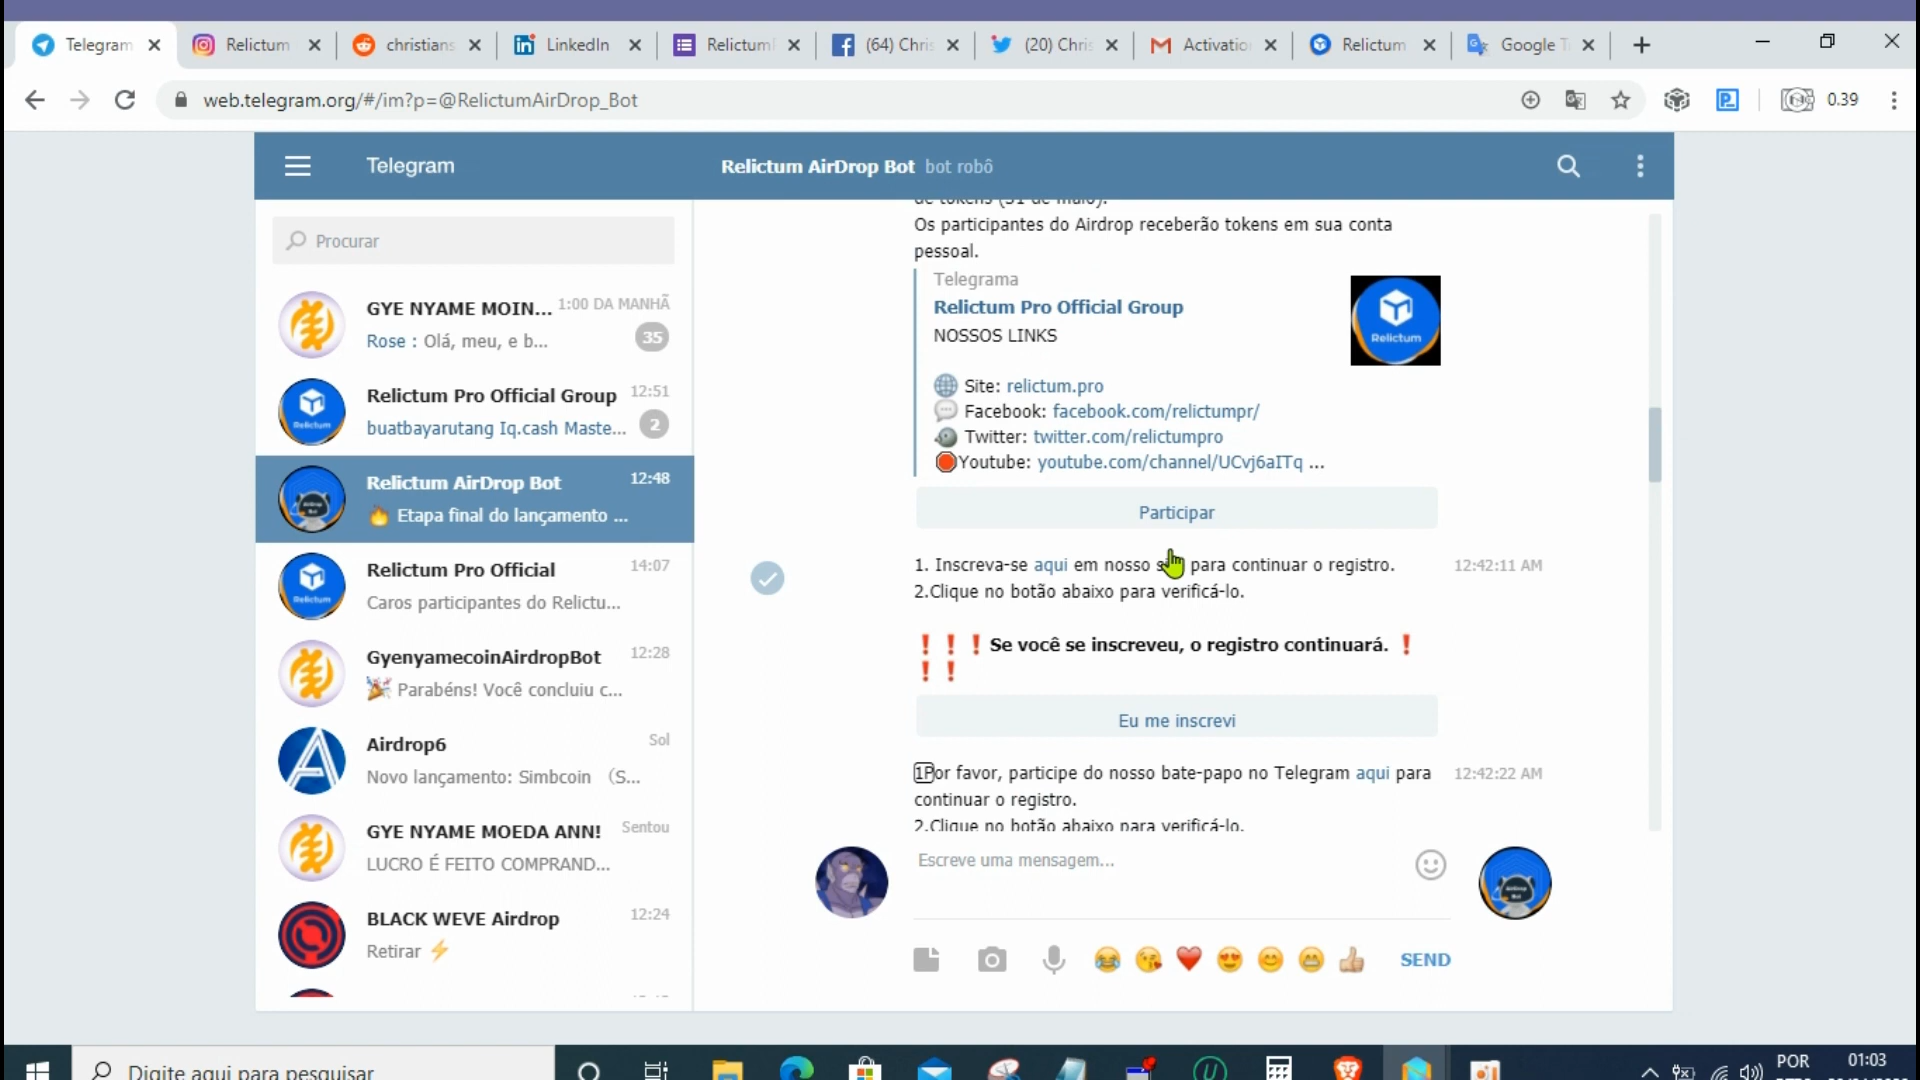 Telegram
Relictum
christians
LinkedIn
Relictum
(64) Chris
(20) Chris
Activatio
Relictum
Google T
web.telegram.org/#/im?p=@RelictumAirDrop_Bot
0.39
Telegram
Relictum AirDrop Bot bot robô
Procurar
GYE NYAME MOIN... 1:00 DA MANHÃ
Rose : Olá, meu, e b... 35
Relictum Pro Official Group 12:51
buatbayarutang Iq.cash Maste... 2
Relictum AirDrop Bot 12:48
Etapa final do lançamento ...
Relictum Pro Official 14:07
Caros participantes do Relictu...
GyenyamecoinAirdropBot 12:28
Parabéns! Você concluiu c...
Airdrop6 Sol
Novo lançamento: Simbcoin (S...
GYE NYAME MOEDA ANN! Sentou
LUCRO É FEITO COMPRAND...
BLACK WEVE Airdrop 12:24
Retirar
de tokens (31 de maio).
Os participantes do Airdrop receberão tokens em sua conta
pessoal.
Telegrama
Relictum Pro Official Group
NOSSOS LINKS
Relictum
Site: relictum.pro
Facebook: facebook.com/relictumpr/
Twitter: twitter.com/relictumpro
Youtube: youtube.com/channel/UCvj6aITq ...
Participar
1. Inscreva-se aqui em nosso para continuar o registro. 12:42:11 AM
2.Clique no botão abaixo para verificá-lo.
❗ ❗ ❗ Se você se inscreveu, o registro continuará. ❗
❗ ❗
Eu me inscrevi
1Por favor, participe do nosso bate-papo no Telegram aqui para 12:42:22 AM
continuar o registro.
2.Clique no botão abaixo para verificá-lo.
Escreve uma mensagem...
SEND
Digite aqui para pesquisar
POR
01:03